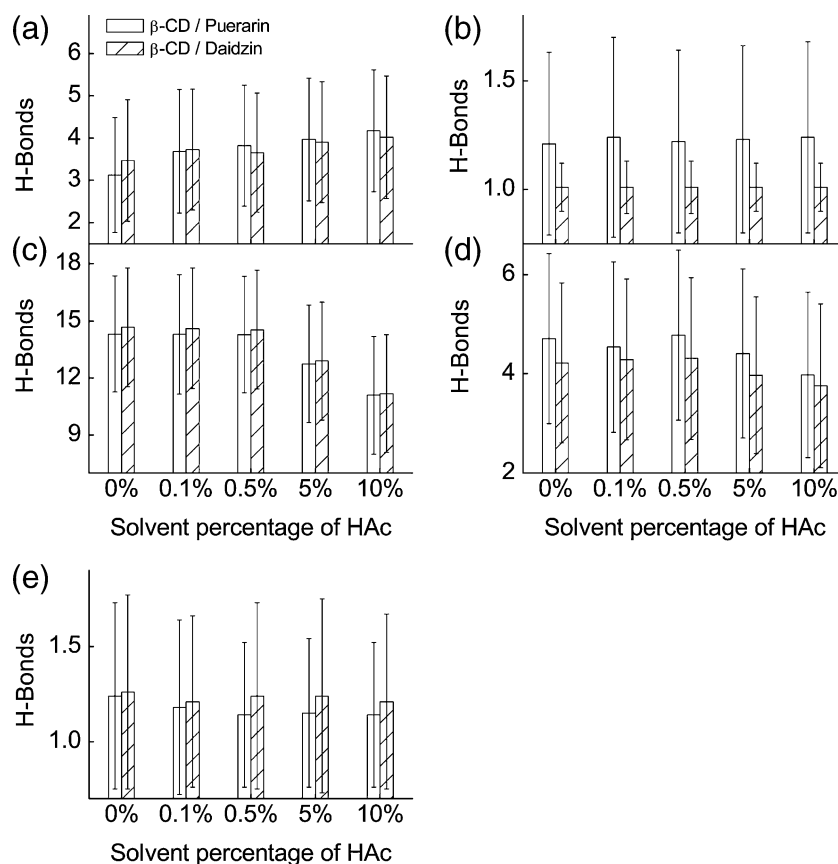 (a)
β-CD / Puerarin
β-CD / Daidzin
H-Bonds
6
5
4
3
2
(b)
H-Bonds
1.5
1.0
(c)
H-Bonds
18
15
12
9
0% 0.1% 0.5% 5% 10%
Solvent percentage of HAc
(d)
H-Bonds
6
4
2
0% 0.1% 0.5% 5% 10%
Solvent percentage of HAc
(e)
H-Bonds
1.5
1.0
0% 0.1% 0.5% 5% 10%
Solvent percentage of HAc